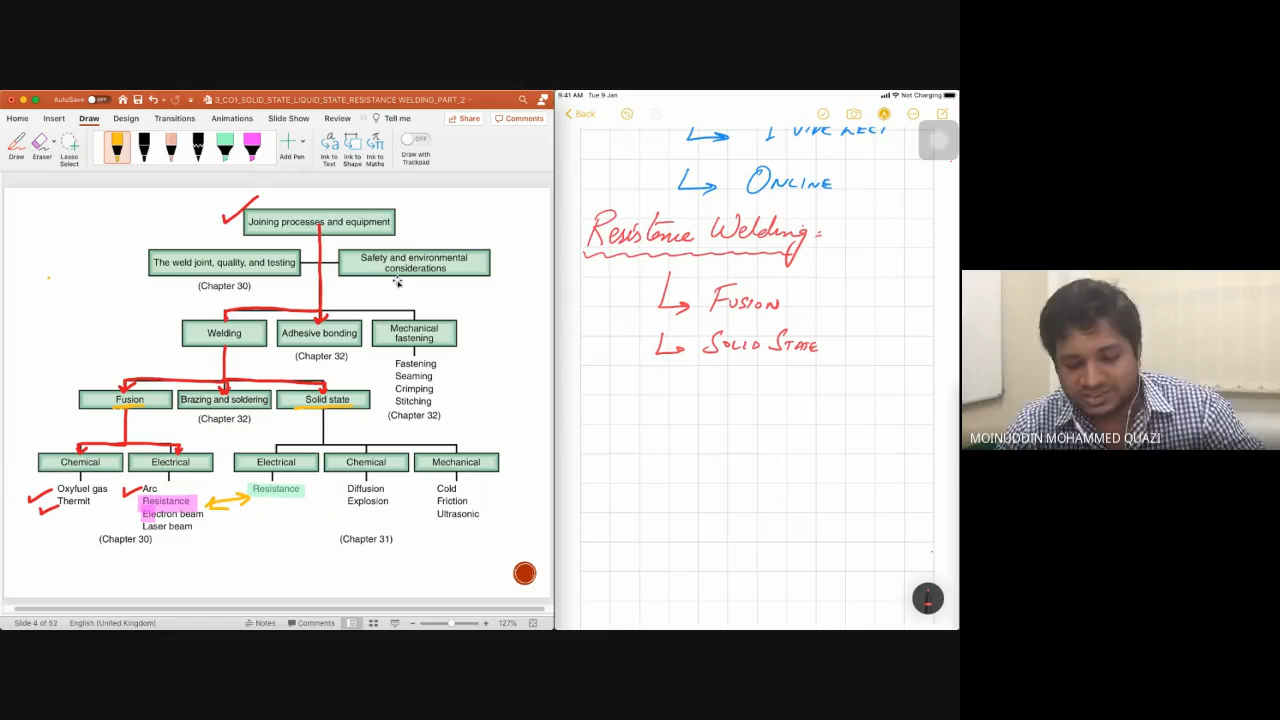 AutoSave OFF 3_CO1_SOLID_STATE_LIQUID_STATE_RESISTANCE WELDING_PART_2
Home Insert Draw Design Transitions Animations Slide Show Review Tell me Share Comments
Draw Eraser Lasso Select Add Pen Ink to Text Ink to Shape Ink to Maths Draw with Trackpad OFF
Joining processes and equipment
The weld joint, quality, and testing
Safety and environmental considerations
(Chapter 30)
Welding
Adhesive bonding
Mechanical fastening
(Chapter 32)
Fastening
Seaming
Crimping
Stitching
(Chapter 32)
Fusion
Brazing and soldering
Solid state
(Chapter 32)
Chemical
Electrical
Electrical
Chemical
Mechanical
Oxyfuel gas
Thermit
Arc
Resistance
Electron beam
Laser beam
Resistance
Diffusion
Explosion
Cold
Friction
Ultrasonic
(Chapter 30)
(Chapter 31)
Slide 4 of 52 English (United Kingdom) Notes Comments 127%
9:41 AM Tue 9 Jan Not Charging
Back
ONLINE
Resistance Welding:
FUSION
SOLID STATE
MOINUDDIN MOHAMMED QUAZI